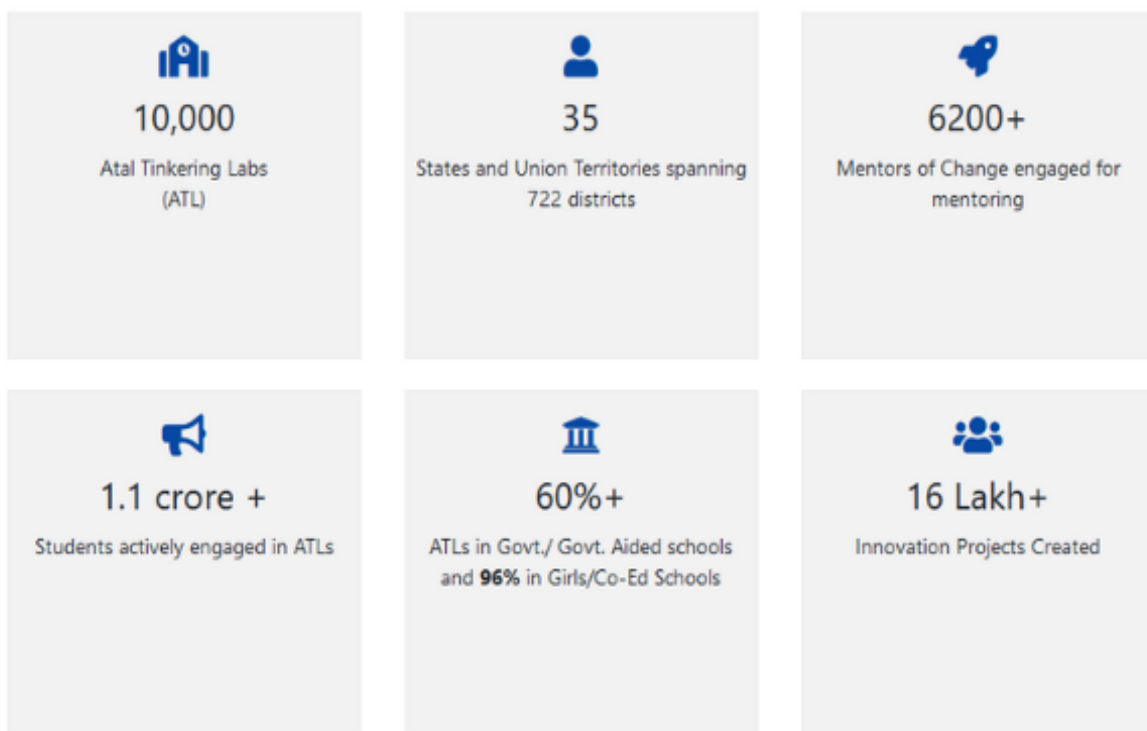 10,000
Atal Tinkering Labs
(ATL)
35
States and Union Territories spanning
722 districts
6200+
Mentors of Change engaged for
mentoring
1.1 crore +
Students actively engaged in ATLs
60%+
ATLs in Govt./ Govt. Aided schools
and 96% in Girls/Co-Ed Schools
16 Lakh+
Innovation Projects Created